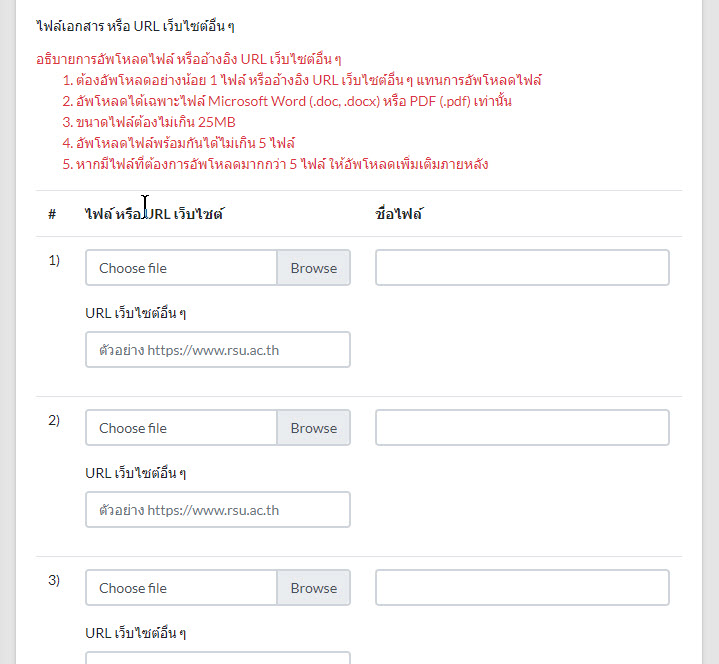 ไฟล์เอกสาร หรือ URL เว็บไซต์อื่น ๆ
อธิบายการอัพโหลดไฟล์ หรืออ้างอิง URL เว็บไซต์อื่น ๆ
1. ต้องอัพโหลดอย่างน้อย 1 ไฟล์ หรืออ้างอิง URL เว็บไซต์อื่น ๆ แทนการอัพโหลดไฟล์
2. อัพโหลดได้เฉพาะไฟล์ Microsoft Word (.doc, .docx) หรือ PDF (.pdf) เท่านั้น
3. ขนาดไฟล์ต้องไม่เกิน 25MB
4. อัพโหลดไฟล์พร้อมกันได้ไม่เกิน 5 ไฟล์
5. หากมีไฟล์ที่ต้องการอัพโหลดมากกว่า 5 ไฟล์ ให้อัพโหลดเพิ่มเติมภายหลัง
# ไฟล์ หรือ URL เว็บไซต์ ชื่อไฟล์
1) Choose file Browse
URL เว็บไซต์อื่น ๆ
ตัวอย่าง https://www.rsu.ac.th
2) Choose file Browse
URL เว็บไซต์อื่น ๆ
ตัวอย่าง https://www.rsu.ac.th
3) Choose file Browse
URL เว็บไซต์อื่น ๆ